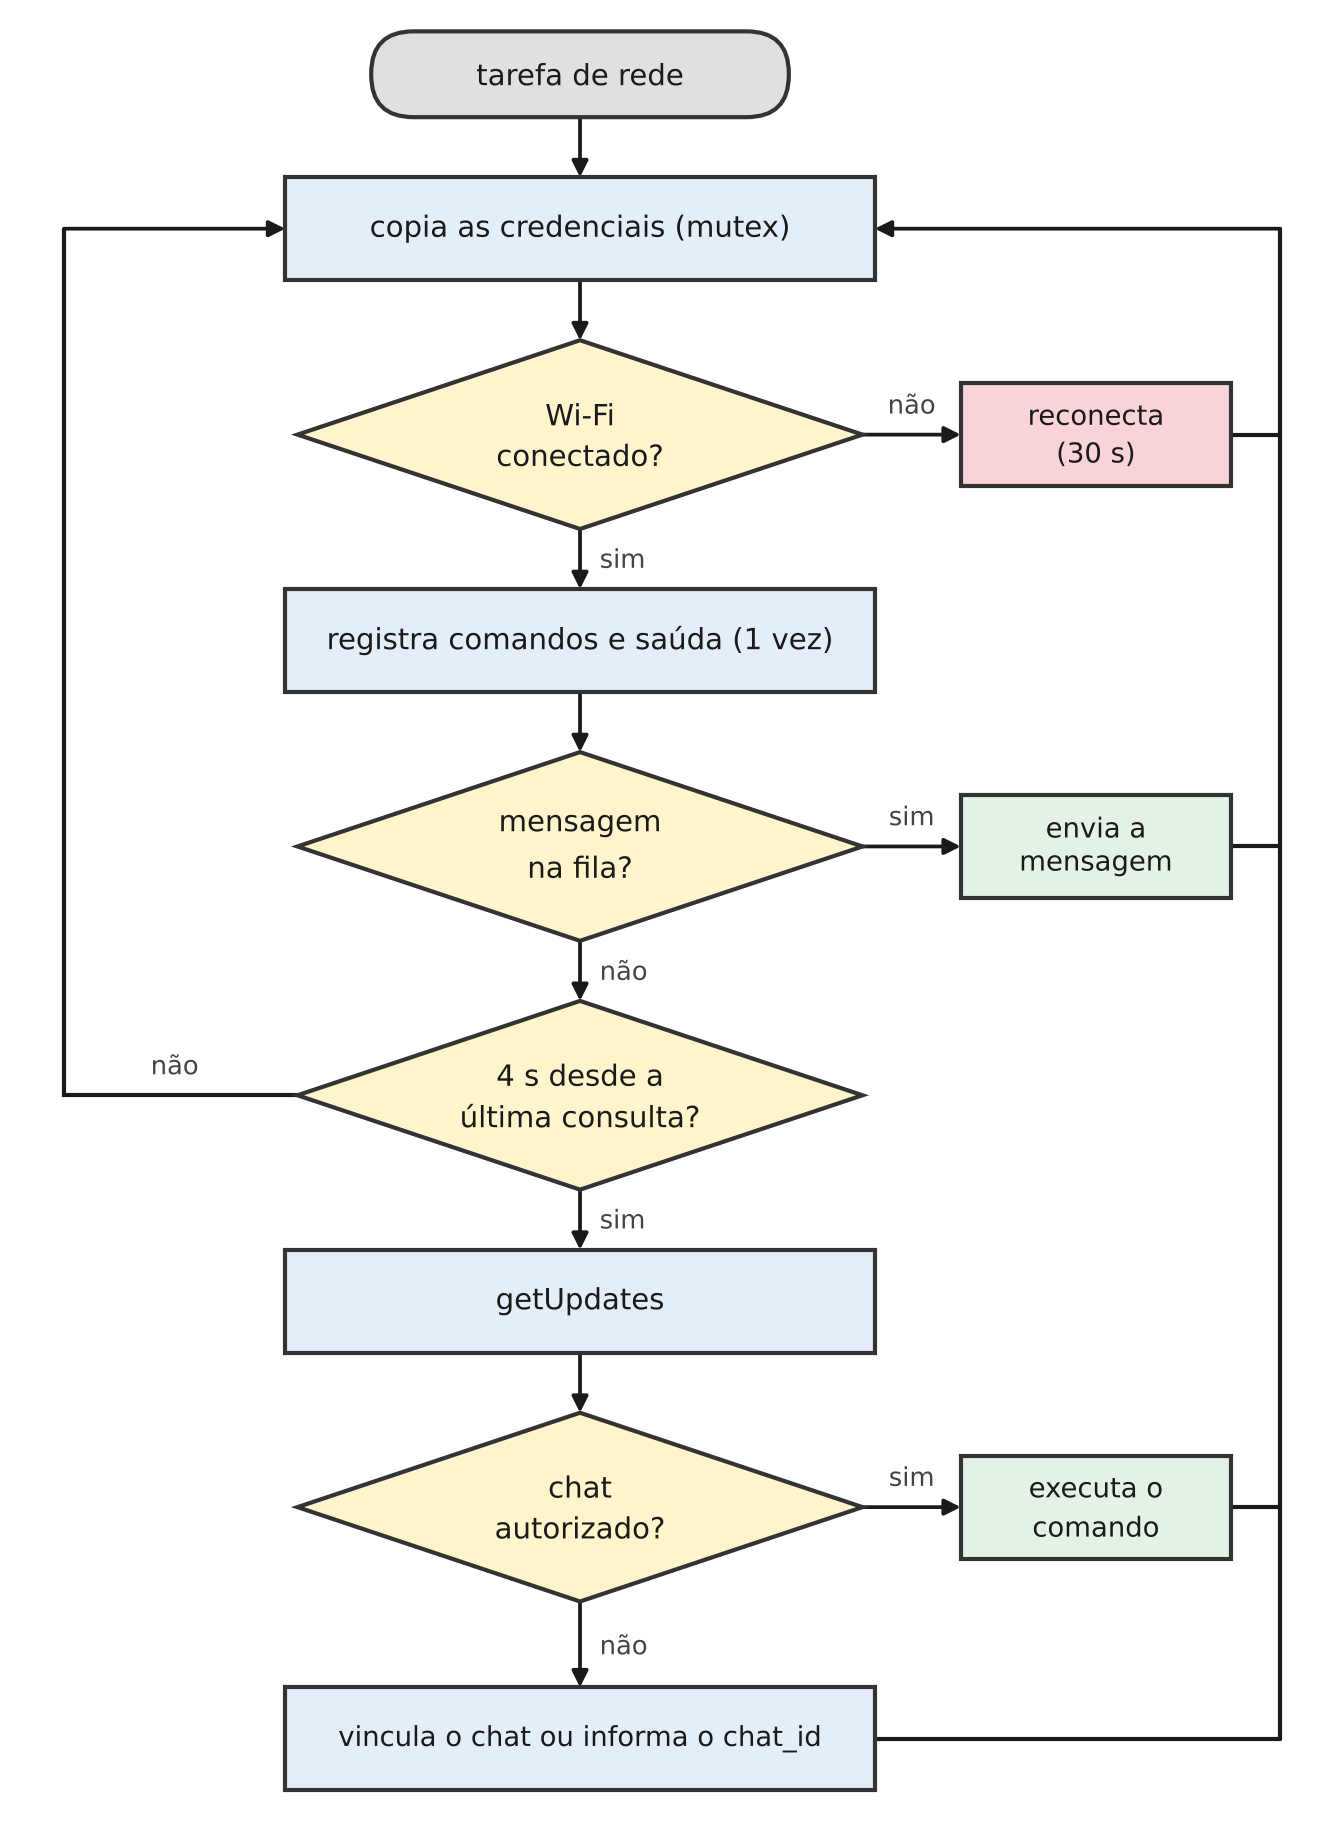 tarefa de rede
copia as credenciais (mutex)
Wi-Fi
conectado?
não
reconecta
(30 s)
sim
registra comandos e saúda (1 vez)
mensagem
na fila?
sim
envia a
mensagem
não
4 s desde a
última consulta?
não
sim
getUpdates
chat
autorizado?
sim
executa o
comando
não
vincula o chat ou informa o chat_id